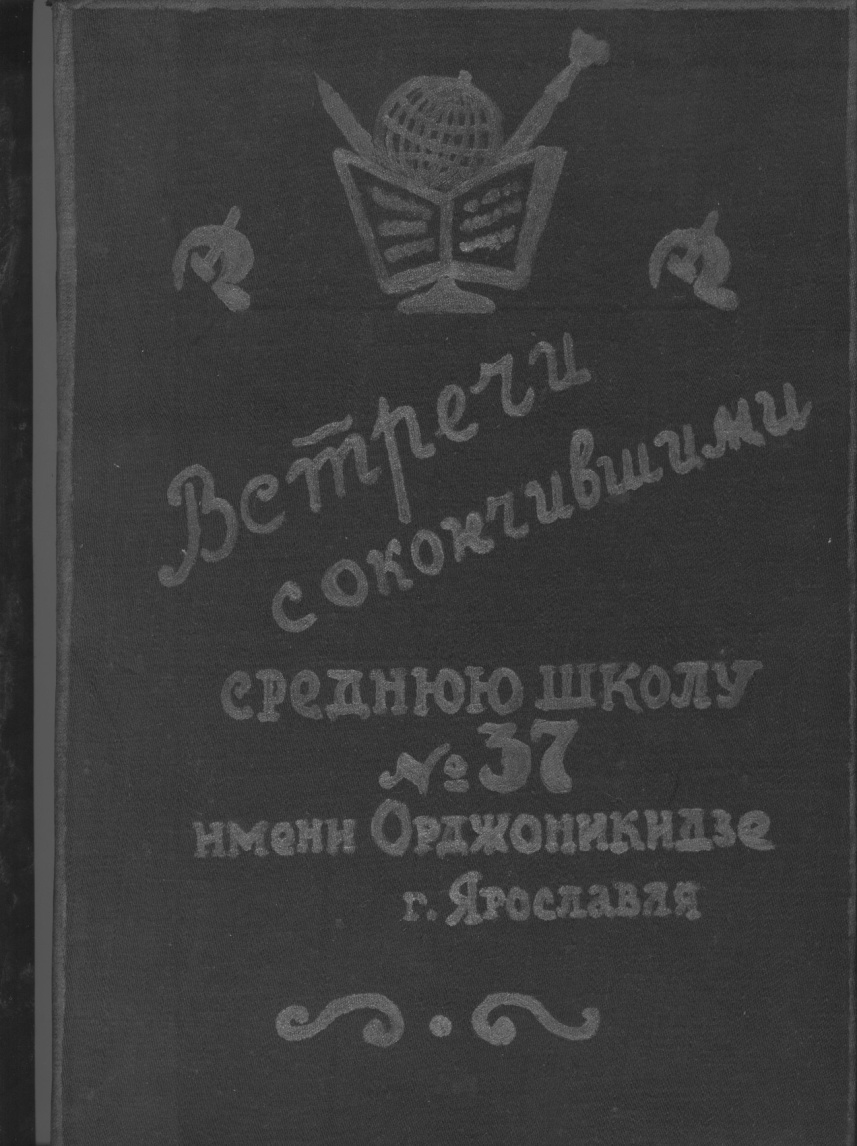 Встречи
с окончившими
среднюю школу
№ 37
имени Орджоникидзе
г. Ярославля